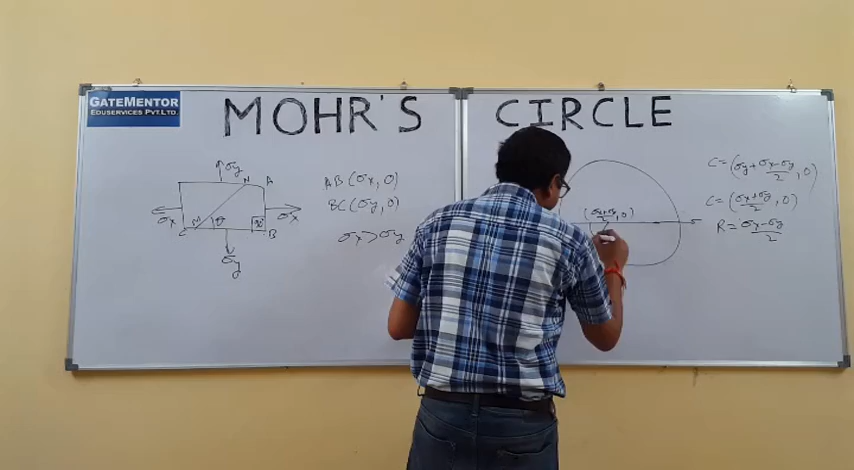 GATEMENTOR
EDUSERVICES PVT.LTD.
MOHR'S CIRCLE
σy
N A
σx
M θ 90°
σx
C B
σy
AB (σx, 0)
BC (σy, 0)
σx > σy
(σx+σy/2, 0)
σ
C = (σy + σx-σy/2, 0)
C = (σx+σy/2, 0)
R = σx-σy/2